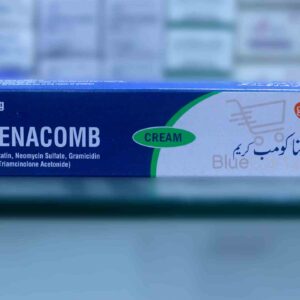 g
ENACOMB
CREAM
atin, Neomycin Sulfate, Gramicidin
Triamcinolone Acetonide)
نا کومب کریم
Blue